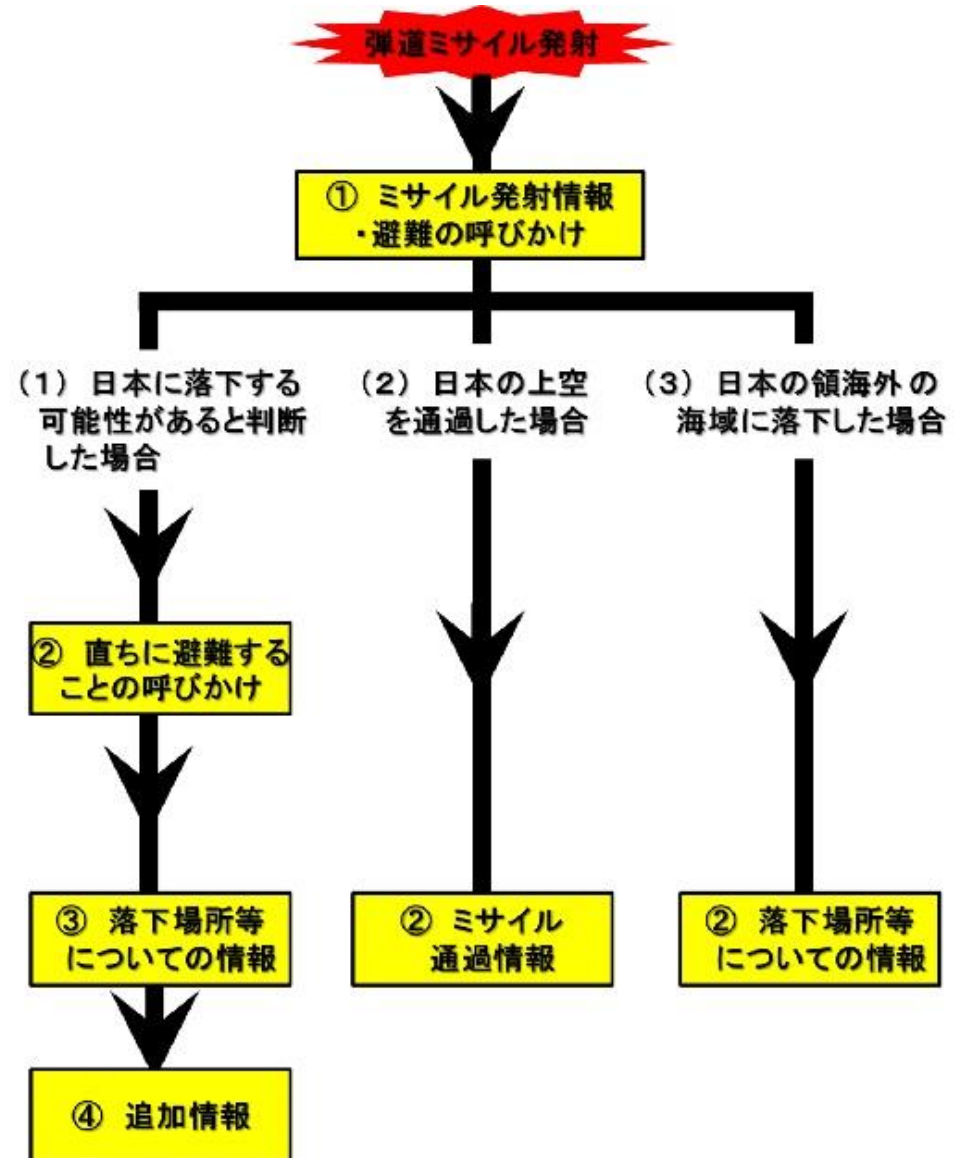 弾道ミサイル発射
① ミサイル発射情報
・避難の呼びかけ
(1) 日本に落下する
可能性があると判断
した場合
(2) 日本の上空
を通過した場合
(3) 日本の領海外の
海域に落下した場合
② 直ちに避難する
ことの呼びかけ
③ 落下場所等
についての情報
② ミサイル
通過情報
② 落下場所等
についての情報
④ 追加情報